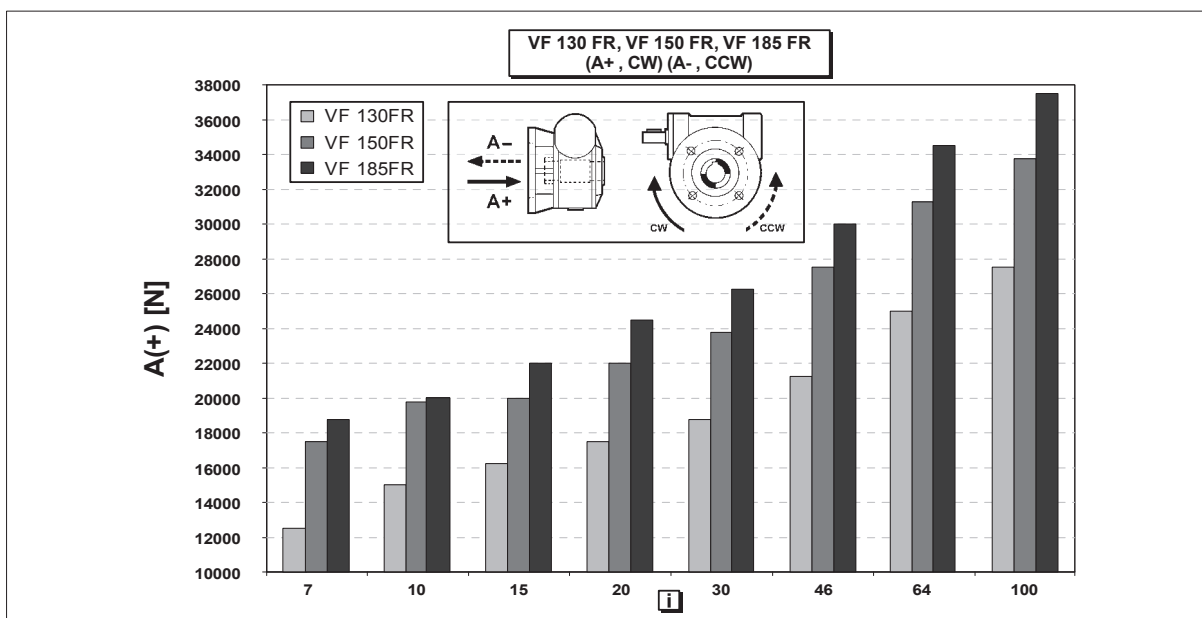 VF 130 FR, VF 150 FR, VF 185 FR
(A+ , CW) (A- , CCW)
VF 130FR
VF 150FR
VF 185FR
A−
A+
CW
CCW
A(+) [N]
38000
36000
34000
32000
30000
28000
26000
24000
22000
20000
18000
16000
14000
12000
10000
7 10 15 20 30 46 64 100
i